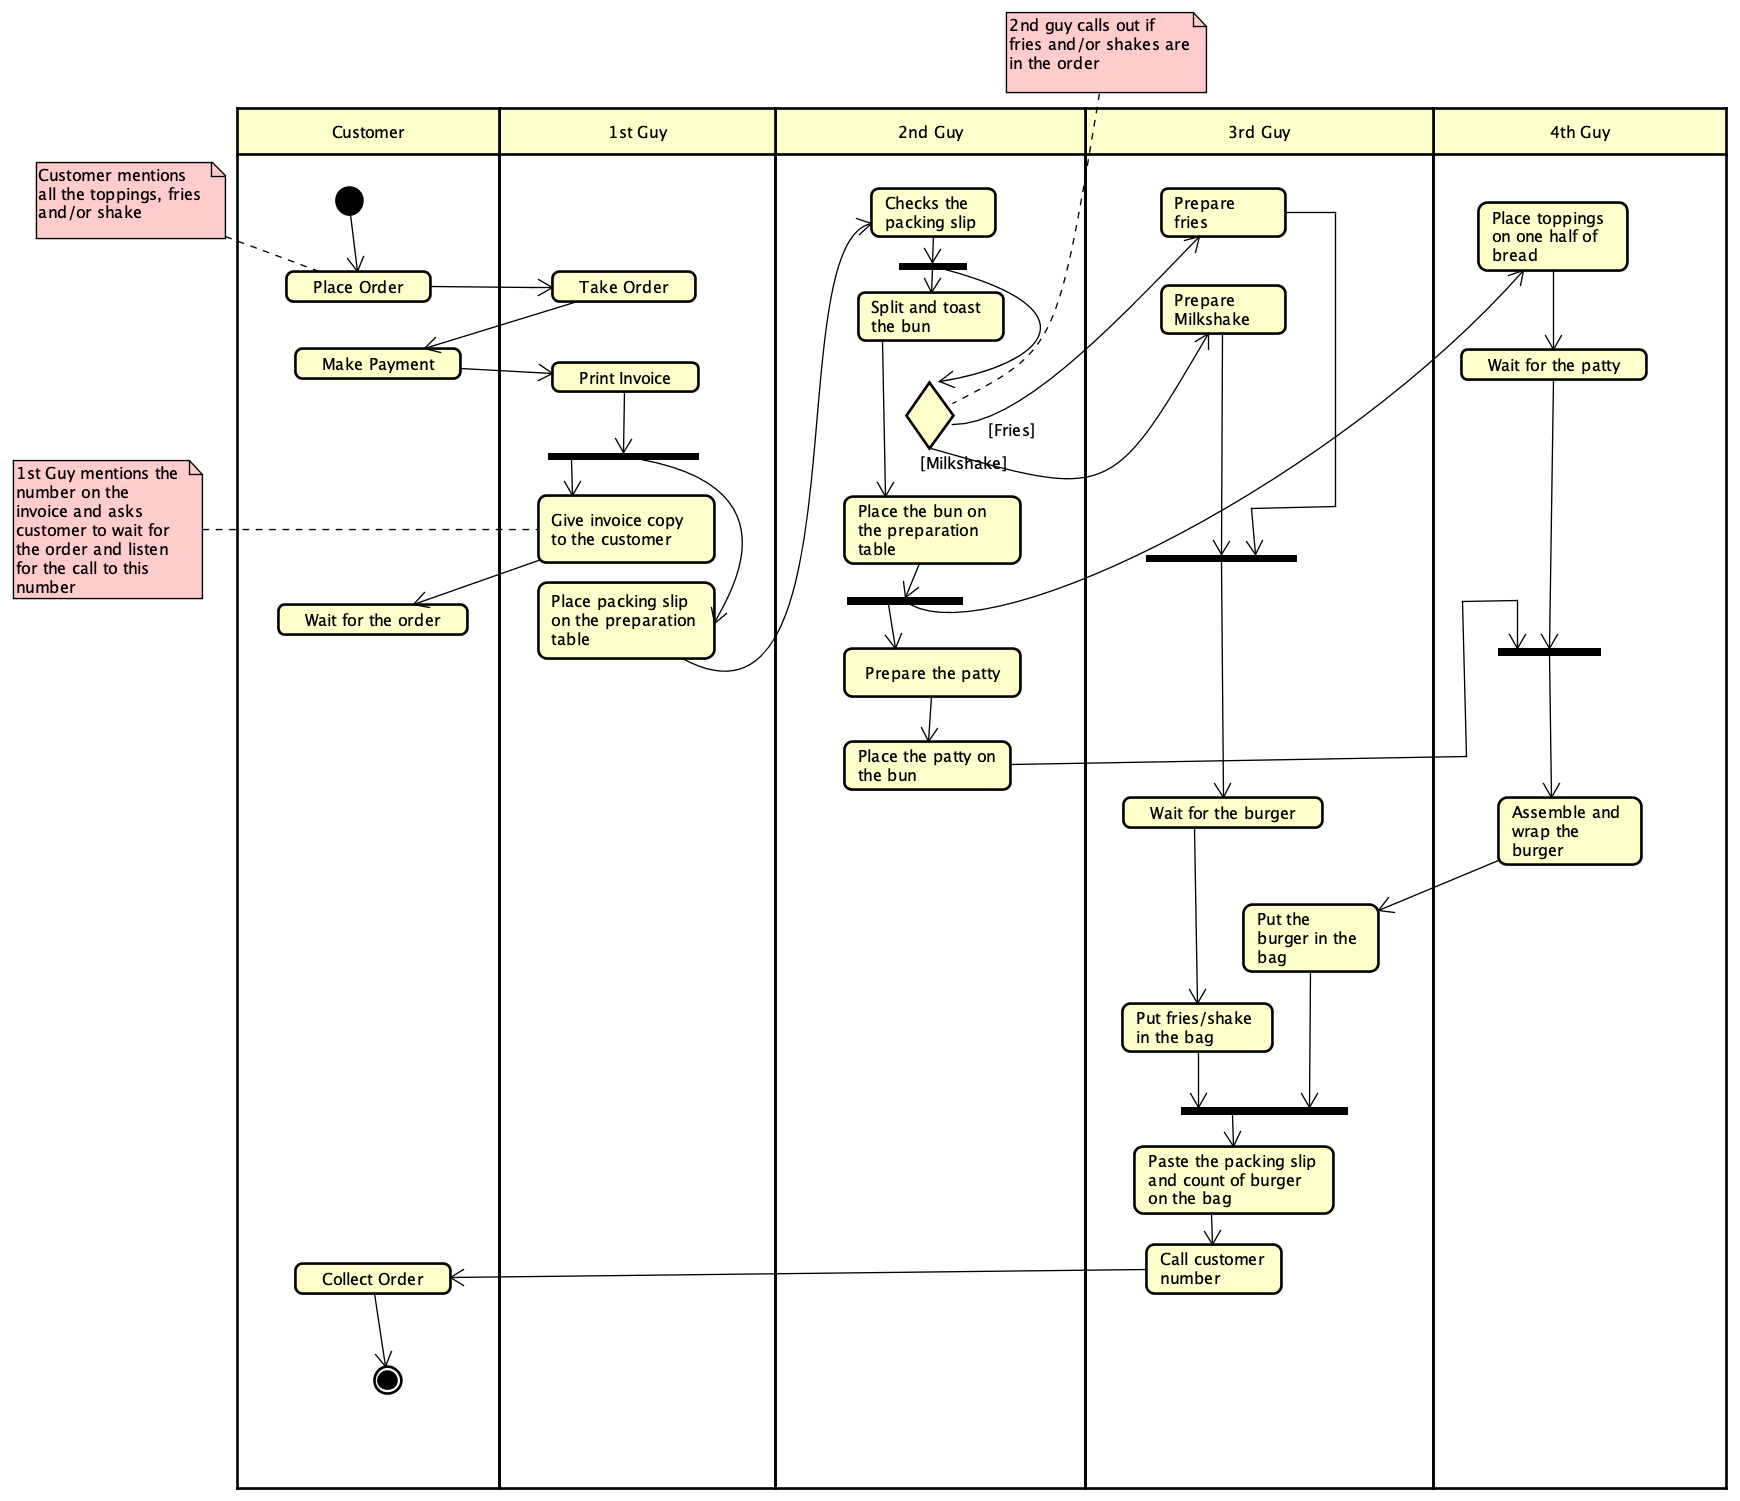 2nd guy calls out if
fries and/or shakes are
in the order
Customer
1st Guy
2nd Guy
3rd Guy
4th Guy
Customer mentions
all the toppings, fries
and/or shake
Place Order
Make Payment
1st Guy mentions the
number on the
invoice and asks
customer to wait for
the order and listen
for the call to this
number
Wait for the order
Collect Order
Take Order
Print Invoice
Give invoice copy
to the customer
Place packing slip
on the preparation
table
Checks the
packing slip
Split and toast
the bun
[Fries]
[Milkshake]
Place the bun on
the preparation
table
Prepare the patty
Place the patty on
the bun
Prepare
fries
Prepare
Milkshake
Wait for the burger
Put the
burger in the
bag
Put fries/shake
in the bag
Paste the packing slip
and count of burger
on the bag
Call customer
number
Place toppings
on one half of
bread
Wait for the patty
Assemble and
wrap the
burger